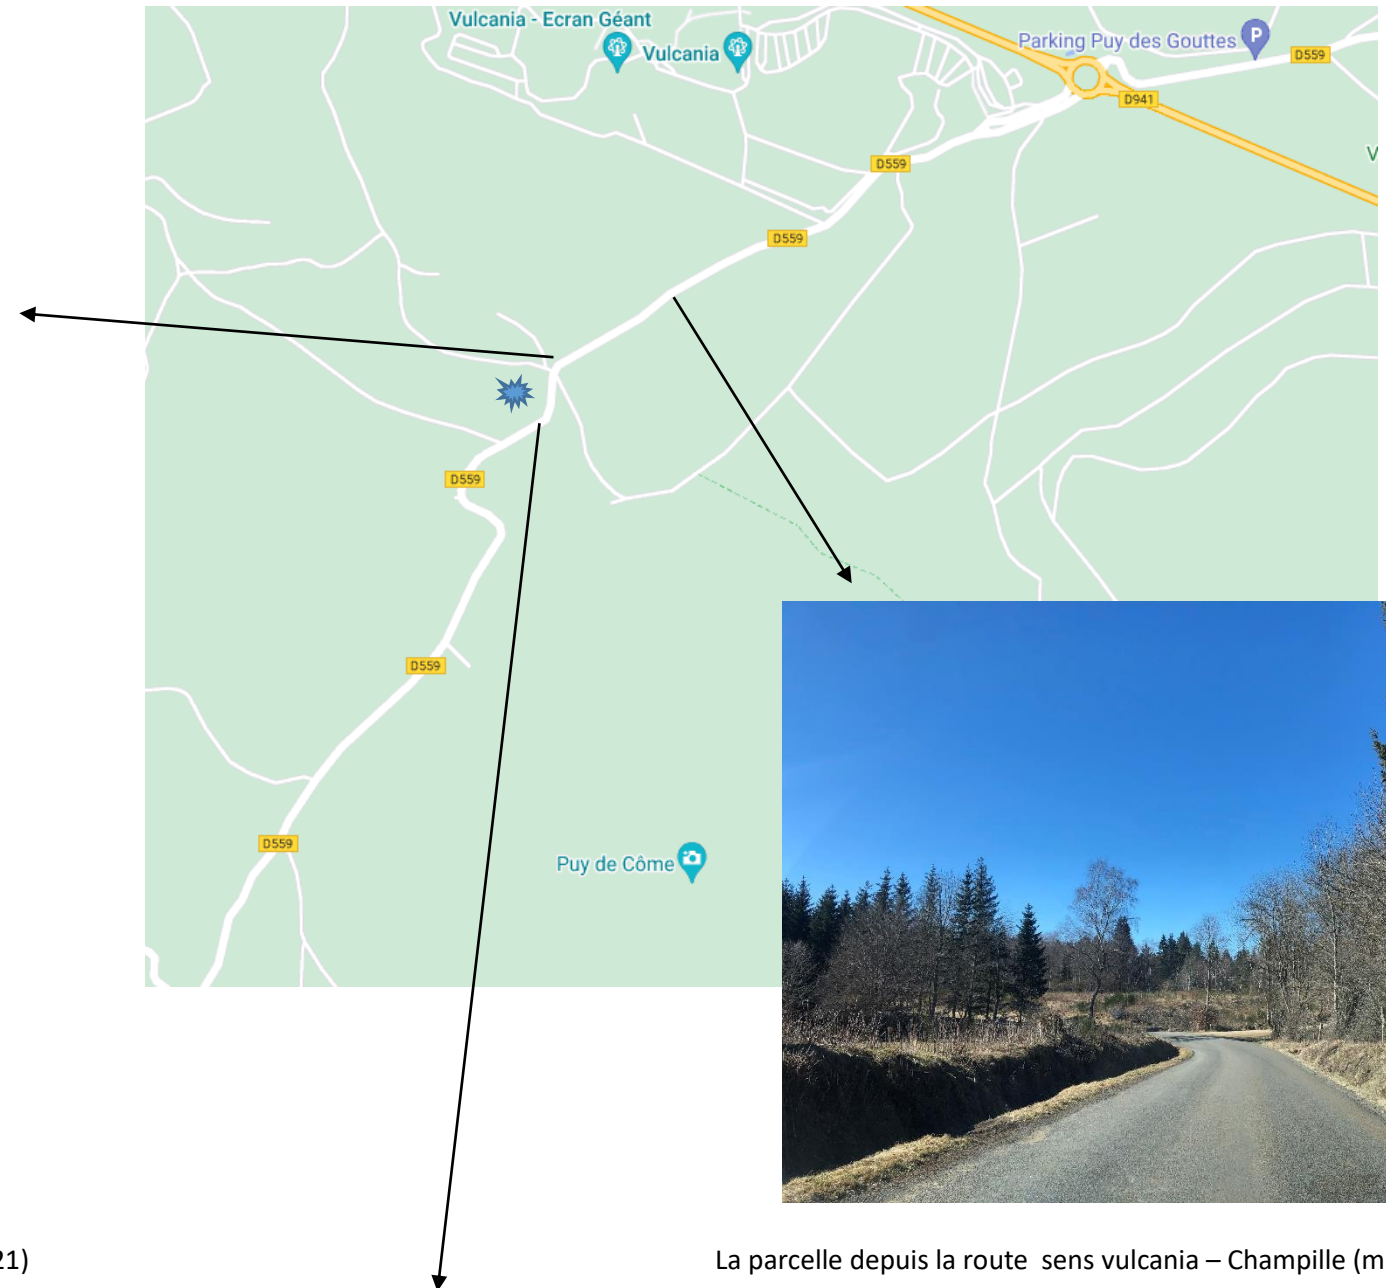 Vulcania - Ecran Géant
Vulcania
Parking Puy des Gouttes
P
D559
D941
V
D559
D559
D559
D559
Puy de Côme
D559
21)
La parcelle depuis la route sens vulcania – Champille (m